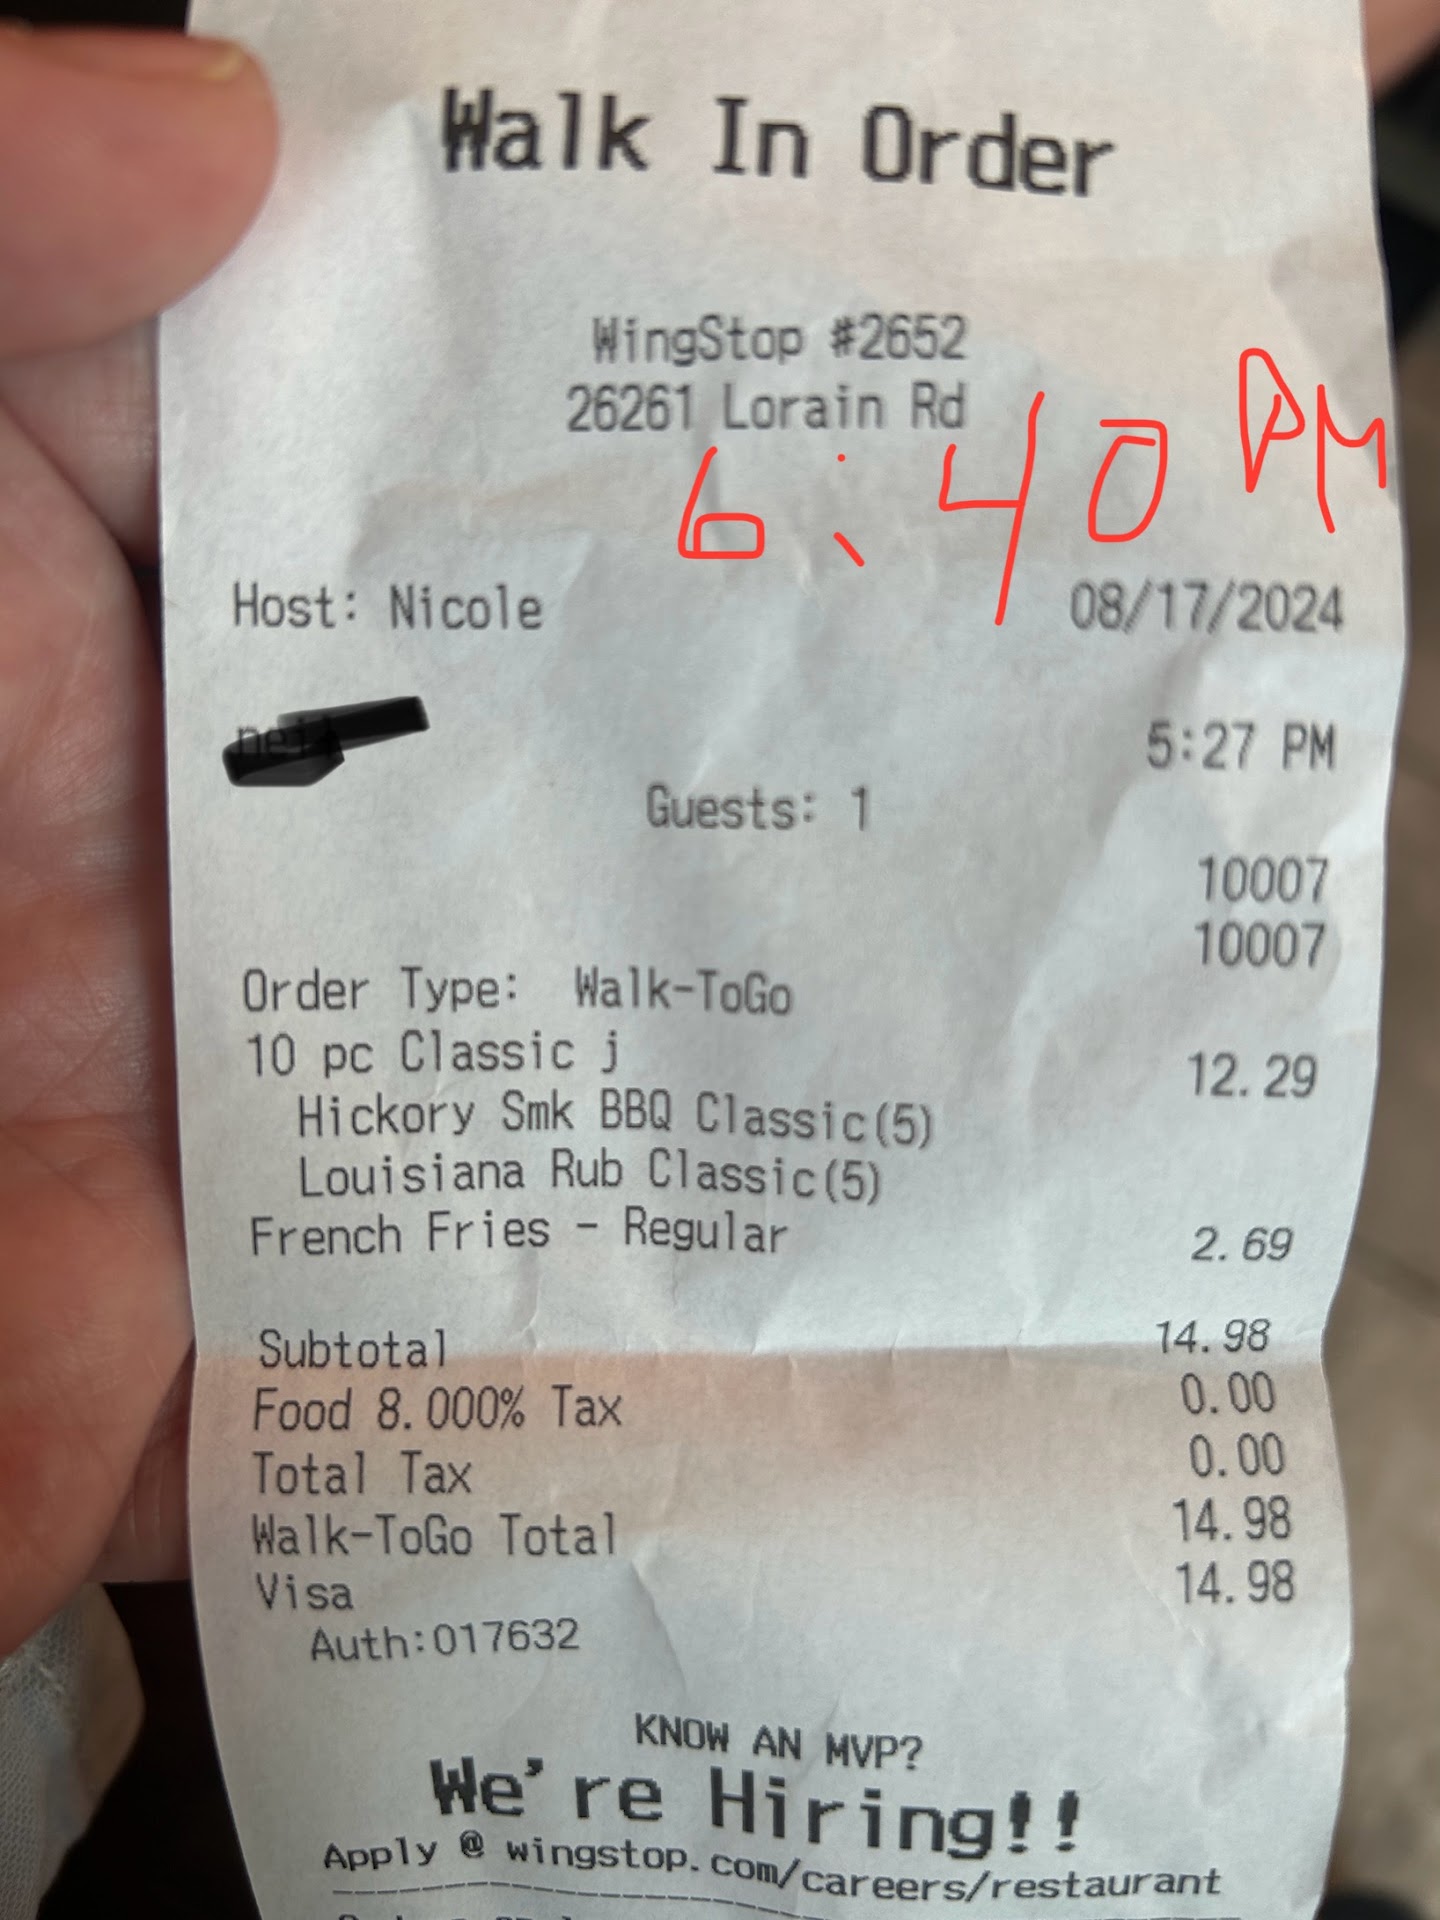 Walk In Order
WingStop #2652
26261 Lorain Rd
6:40 PM
Host: Nicole 08/17/2024
5:27 PM
Guests: 1
10007
10007
Order Type: Walk-ToGo
10 pc Classic j 12.29
Hickory Smk BBQ Classic(5)
Louisiana Rub Classic(5)
French Fries - Regular 2.69
Subtotal 14.98
Food 8.000% Tax 0.00
Total Tax 0.00
Walk-ToGo Total 14.98
Visa 14.98
Auth:017632
KNOW AN MVP?
We're Hiring!!
Apply @ wingstop.com/careers/restaurant